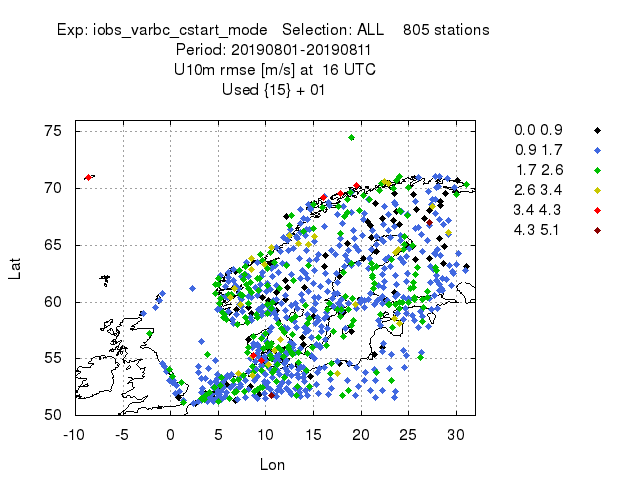 Exp: iobs_varbc_cstart_mode   Selection: ALL    805 stations
Period: 20190801-20190811
U10m rmse [m/s] at  16 UTC
Used {15} + 01
0.0 0.9
0.9 1.7
1.7 2.6
2.6 3.4
3.4 4.3
4.3 5.1
75
70
65
60
55
50
Lat
-10 -5 0 5 10 15 20 25 30
Lon